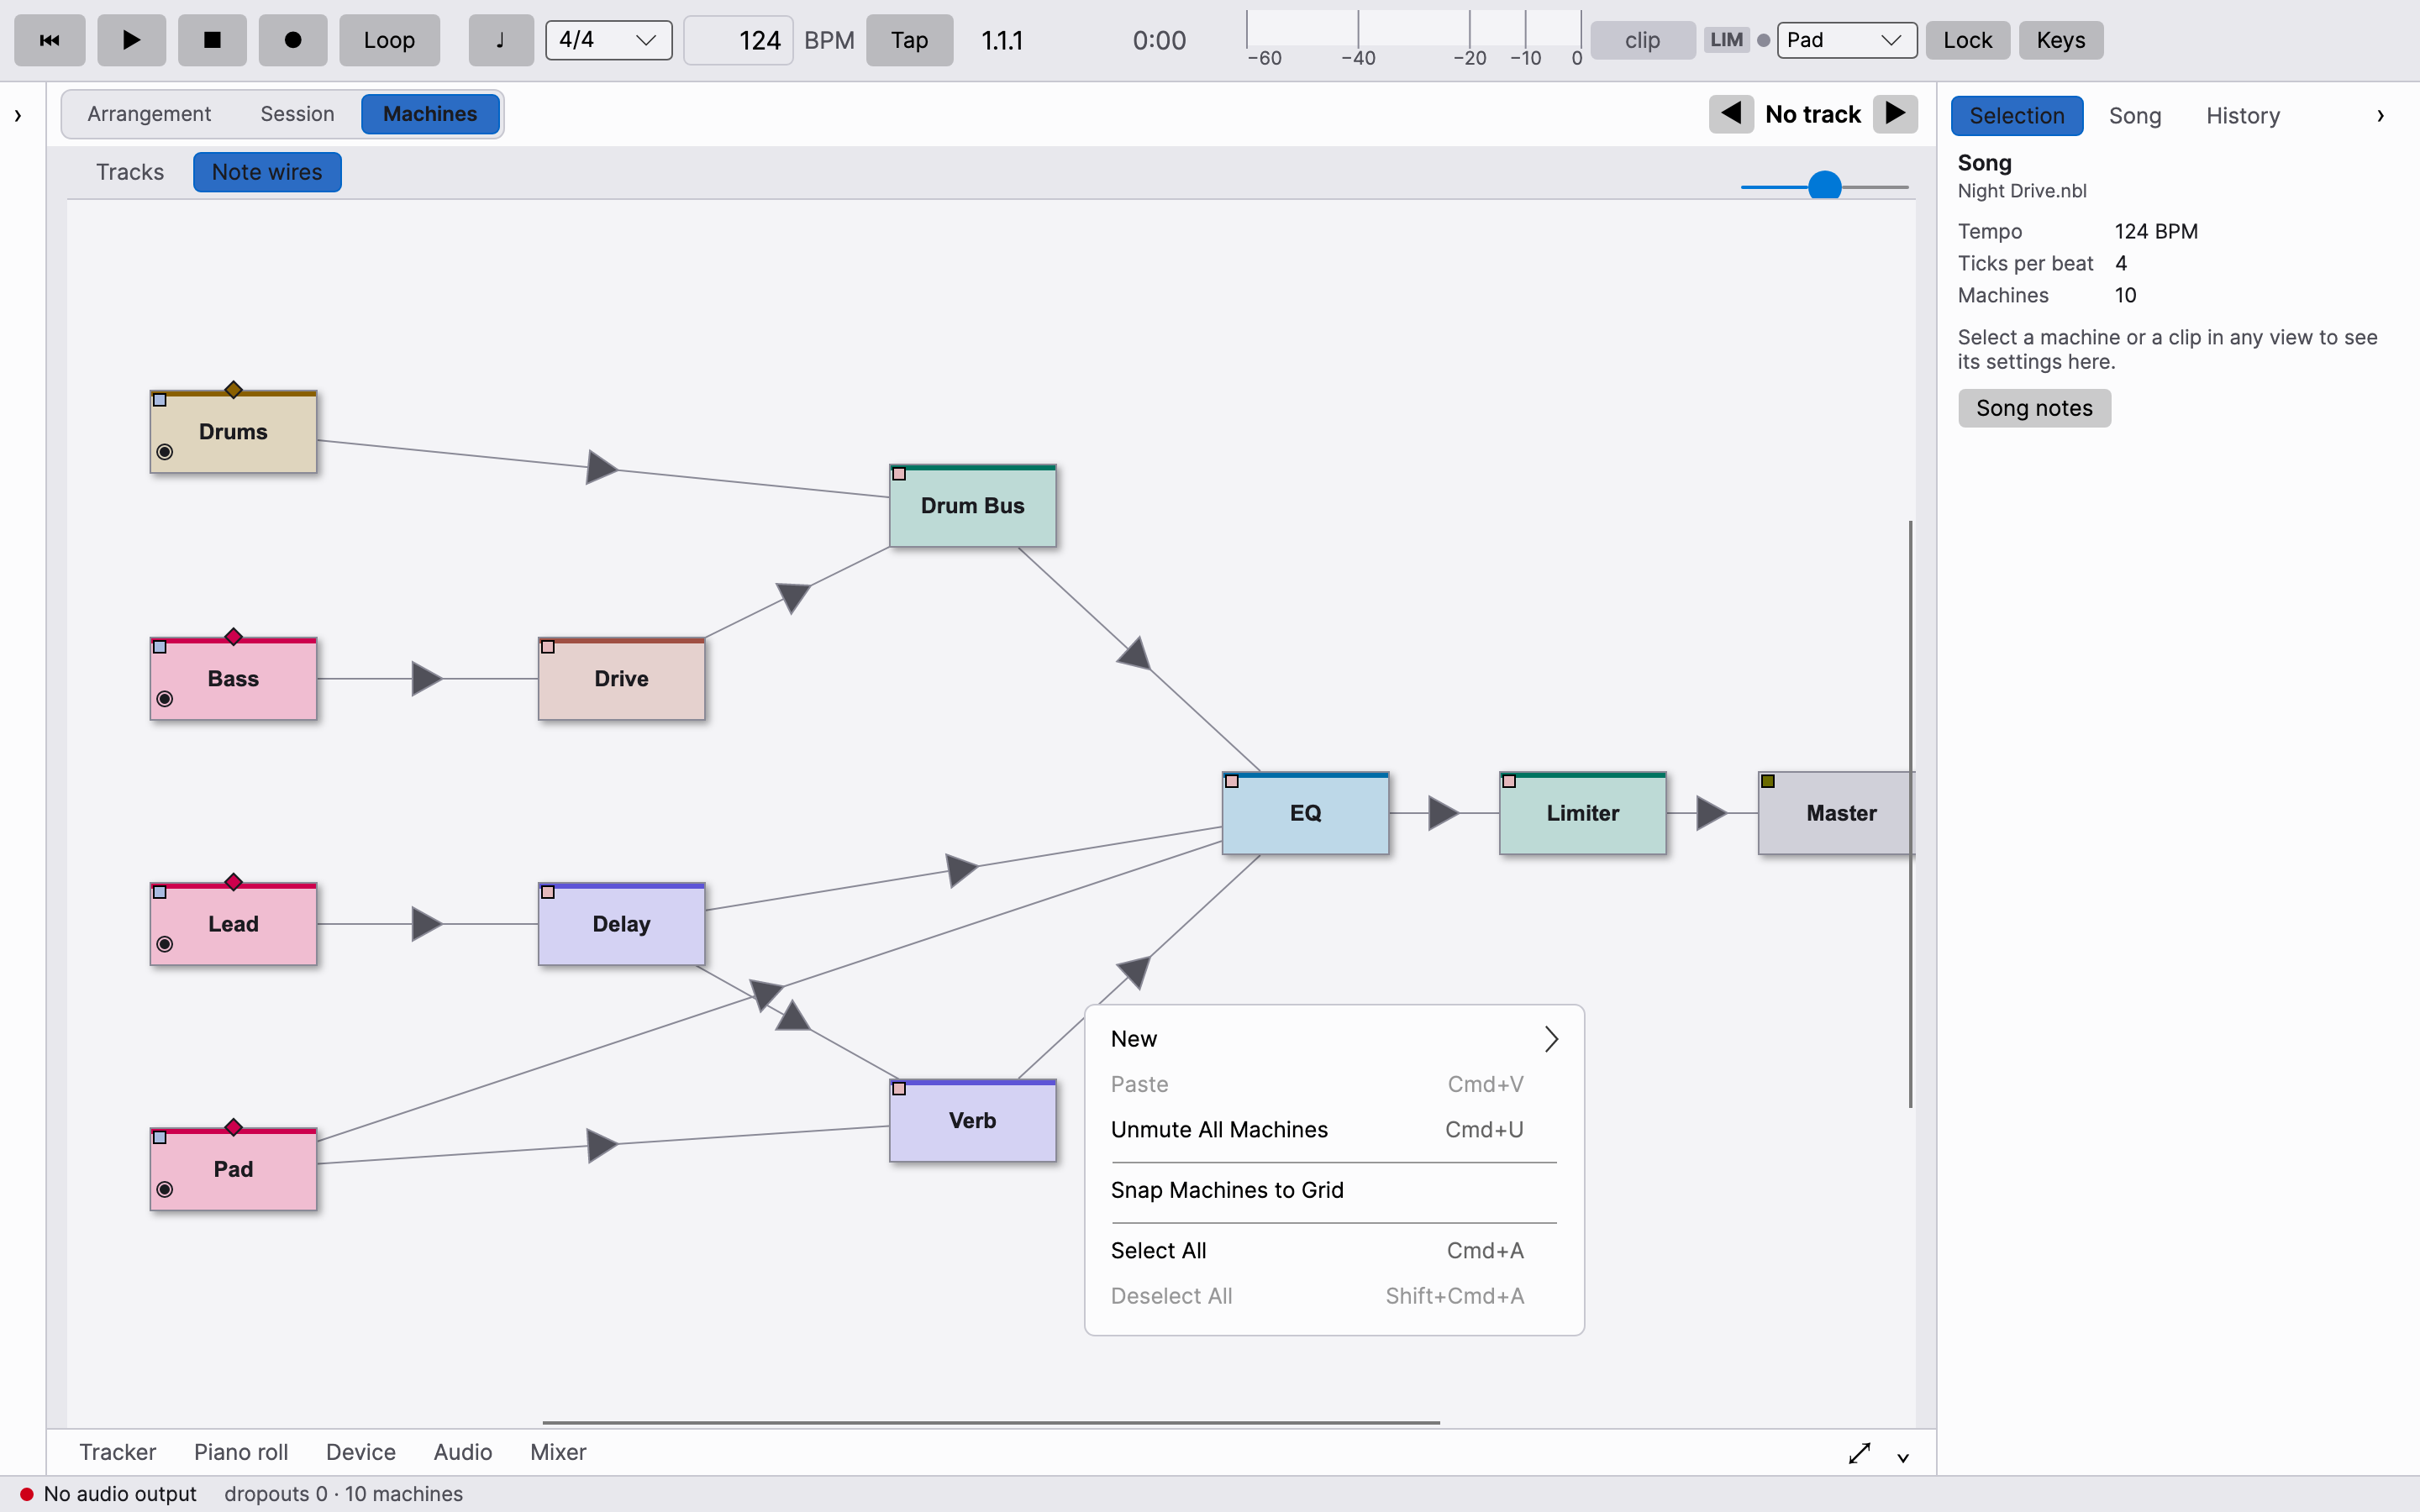 Loop
4/4
124
BPM
Tap
1.1.1
0:00
−60
−40
−20
−10
0
clip
LIM
Pad
Lock
Keys
Arrangement
Session
Machines
No track
Selection
Song
History
Tracks
Note wires
Song
Night Drive.nbl
Tempo 124 BPM
Ticks per beat 4
Machines 10
Select a machine or a clip in any view to see
its settings here.
Song notes
Drums
Drum Bus
Bass
Drive
EQ
Limiter
Master
Lead
Delay
Verb
Pad
New
Paste Cmd+V
Unmute All Machines Cmd+U
Snap Machines to Grid
Select All Cmd+A
Deselect All Shift+Cmd+A
Tracker
Piano roll
Device
Audio
Mixer
No audio output
dropouts 0 · 10 machines